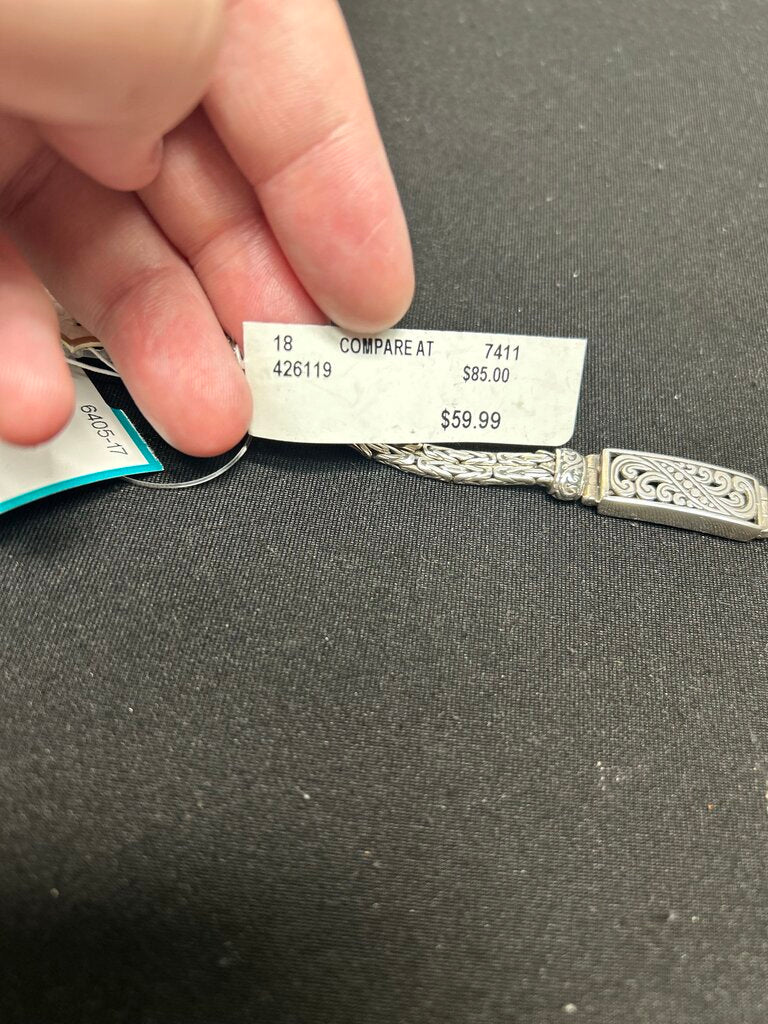 18 COMPARE AT 7411
426119 $85.00
$59.99
6405-17